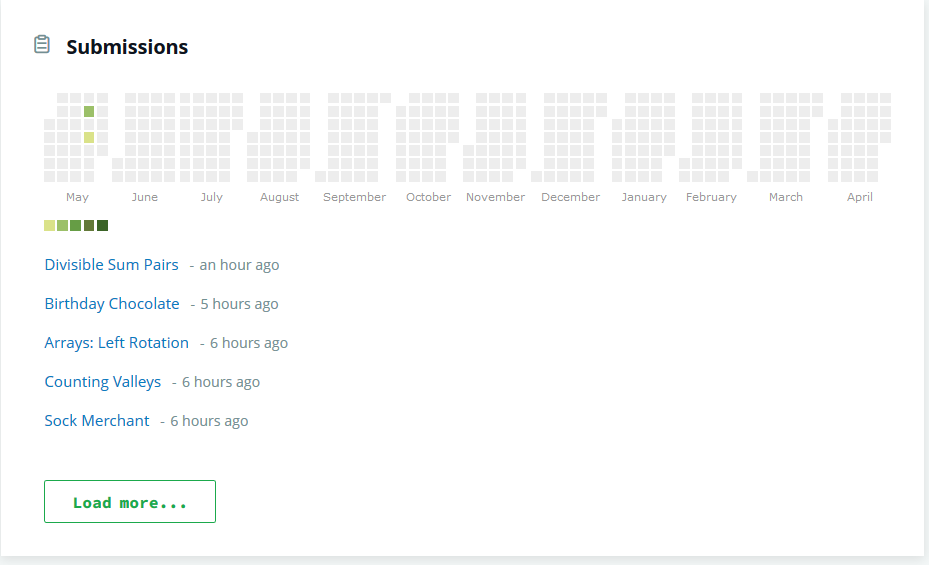 Submissions
May June July August September October November December January February March April
Divisible Sum Pairs - an hour ago
Birthday Chocolate - 5 hours ago
Arrays: Left Rotation - 6 hours ago
Counting Valleys - 6 hours ago
Sock Merchant - 6 hours ago
Load more...